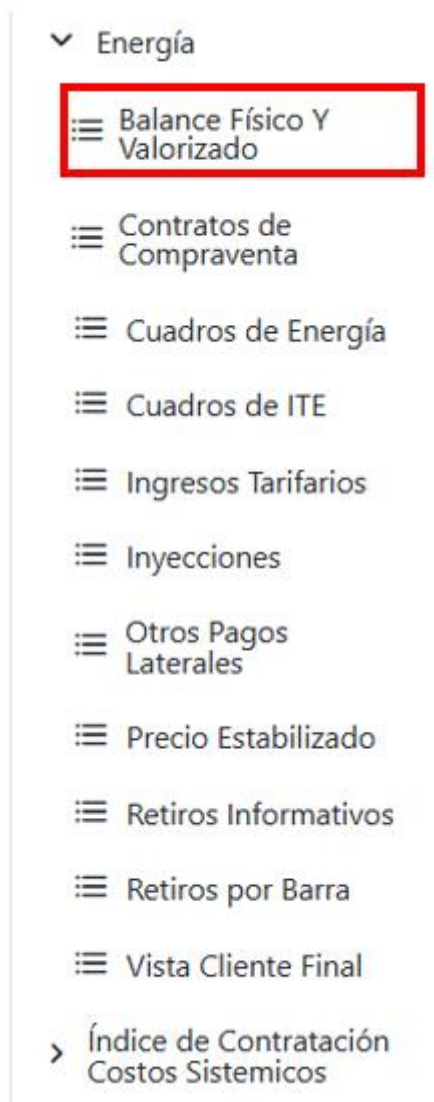 Energía
Balance Físico Y
Valorizado
Contratos de
Compraventa
Cuadros de Energía
Cuadros de ITE
Ingresos Tarifarios
Inyecciones
Otros Pagos
Laterales
Precio Estabilizado
Retiros Informativos
Retiros por Barra
Vista Cliente Final
Índice de Contratación
Costos Sistemicos